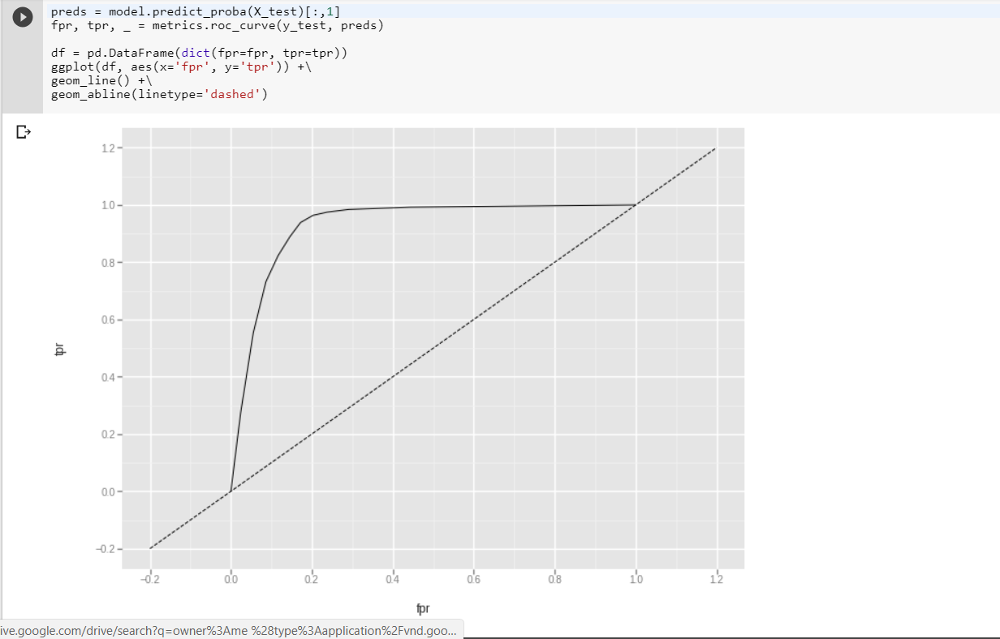 preds = model.predict_proba(X_test)[:,1]
fpr, tpr, _ = metrics.roc_curve(y_test, preds)
df = pd.DataFrame(dict(fpr=fpr, tpr=tpr))
ggplot(df, aes(x='fpr', y='tpr')) +\
geom_line() +\
geom_abline(linetype='dashed')
1.2
1.0
0.8
0.6
tpr
0.4
0.2
0.0
−0.2
−0.2 0.0 0.2 0.4 0.6 0.8 1.0 1.2
fpr
ive.google.com/drive/search?q=owner%3Ame %28type%3Aapplication%2Fvnd.goo...